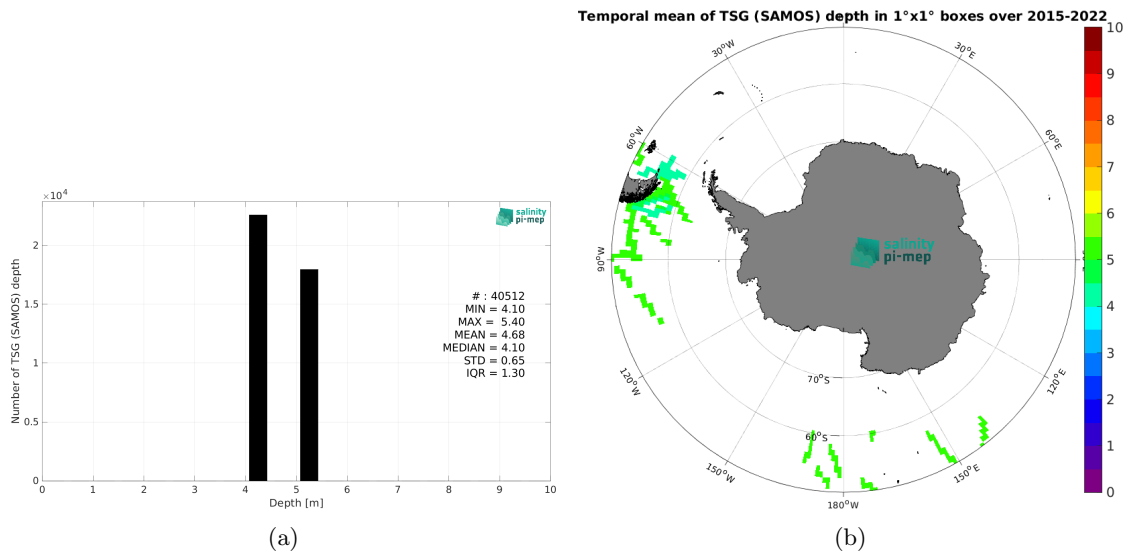 ×10⁴
2
1.5
1
0.5
0
Number of TSG (SAMOS) depth
salinity
pi-mep
# : 40512
MIN = 4.10
MAX = 5.40
MEAN = 4.68
MEDIAN = 4.10
STD = 0.65
IQR = 1.30
0 1 2 3 4 5 6 7 8 9 10
Depth [m]
(a)
Temporal mean of TSG (SAMOS) depth in 1°x1° boxes over 2015-2022
30°W
30°E
60°W
60°E
90°W
120°W
120°E
150°W
150°E
180°W
70°S
60°S
salinity
pi-mep
10
9
8
7
6
5
4
3
2
1
0
(b)